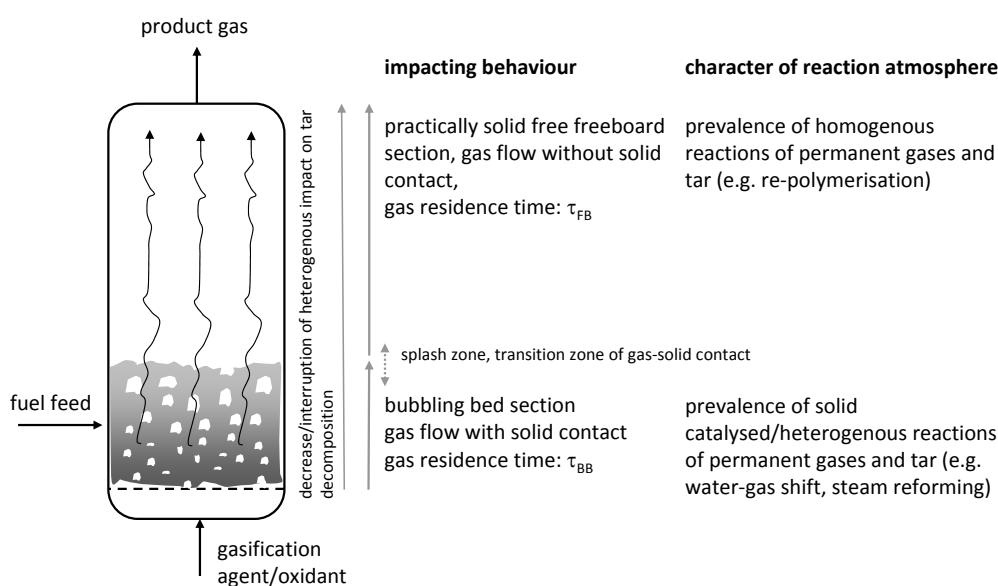 product gas
impacting behaviour
character of reaction atmosphere
practically solid free freeboard
section, gas flow without solid
contact,
gas residence time: τFB
prevalence of homogenous
reactions of permanent gases and
tar (e.g. re-polymerisation)
decrease/interruption of heterogenous impact on tar
decomposition
splash zone, transition zone of gas-solid contact
fuel feed
bubbling bed section
gas flow with solid contact
gas residence time: τBB
prevalence of solid
catalysed/heterogenous reactions
of permanent gases and tar (e.g.
water-gas shift, steam reforming)
gasification
agent/oxidant